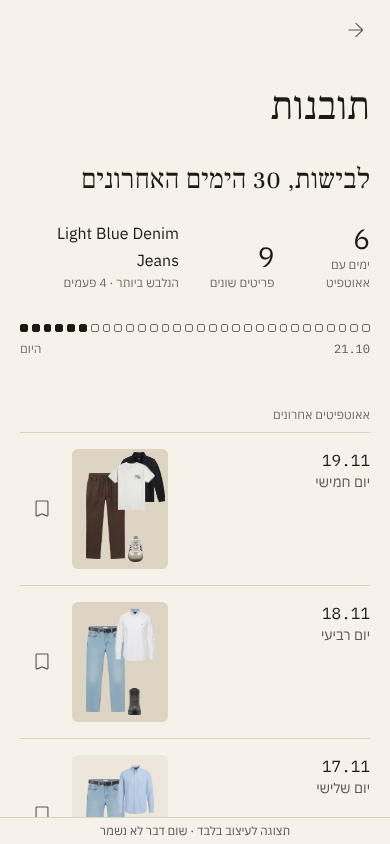 תובנות
לבישות, 30 הימים האחרונים
6
ימים עם
אאוטפיט
9
פריטים שונים
Light Blue Denim
Jeans
הנלבש ביותר · 4 פעמים
21.10
היום
אאוטפיטים אחרונים
19.11
יום חמישי
18.11
יום רביעי
17.11
יום שלישי
תצוגה לעיצוב בלבד · שום דבר לא נשמר